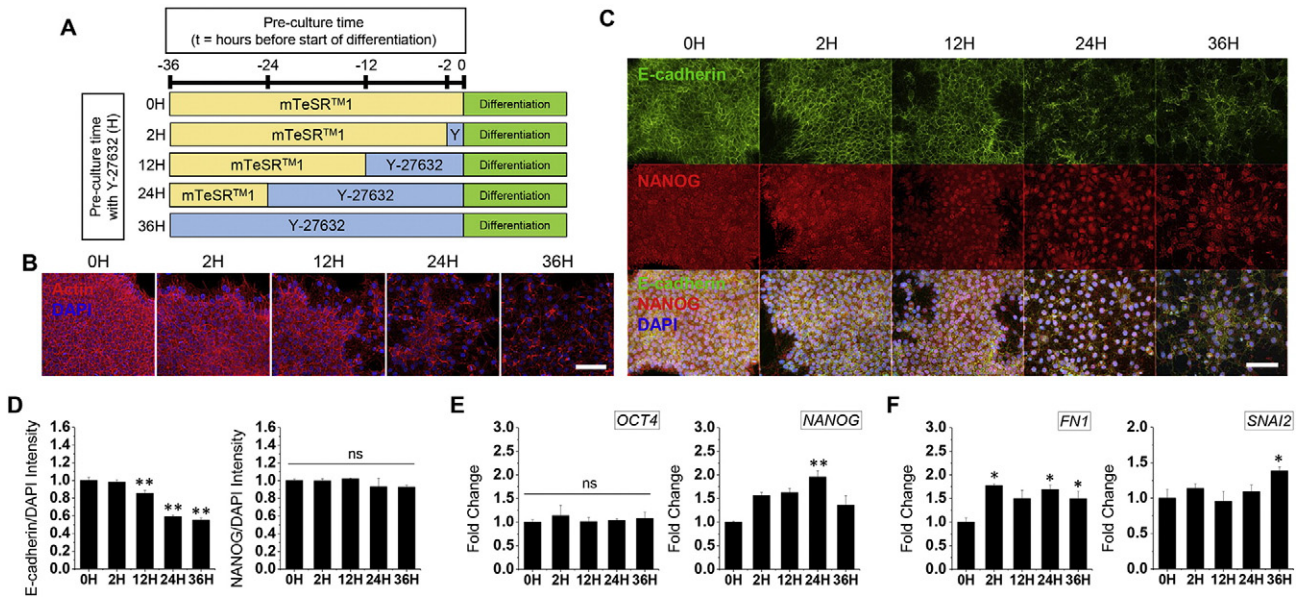 A
Pre-culture time
(t = hours before start of differentiation)
-36 -24 -12 -2 0
Pre-culture time
with Y-27632 (H)
0H mTeSR™1 Differentiation
2H mTeSR™1 Y Differentiation
12H mTeSR™1 Y-27632 Differentiation
24H mTeSR™1 Y-27632 Differentiation
36H Y-27632 Differentiation
B
0H 2H 12H 24H 36H
Actin
DAPI
C
0H 2H 12H 24H 36H
E-cadherin
NANOG
E-cadherin
NANOG
DAPI
D
E-cadherin/DAPI Intensity
1.6
1.4
1.2
1.0
0.8
0.6
0.4
0.2
0.0
** ** **
0H 2H 12H 24H 36H
NANOG/DAPI Intensity
1.6
1.4
1.2
1.0
0.8
0.6
0.4
0.2
0.0
ns
0H 2H 12H 24H 36H
E
OCT4
Fold Change
3.0
2.5
2.0
1.5
1.0
0.5
0.0
ns
0H 2H 12H 24H 36H
NANOG
Fold Change
3.0
2.5
2.0
1.5
1.0
0.5
0.0
**
0H 2H 12H 24H 36H
F
FN1
Fold Change
3.0
2.5
2.0
1.5
1.0
0.5
0.0
* * *
0H 2H 12H 24H 36H
SNAI2
Fold Change
2.0
1.5
1.0
0.5
0.0
*
0H 2H 12H 24H 36H